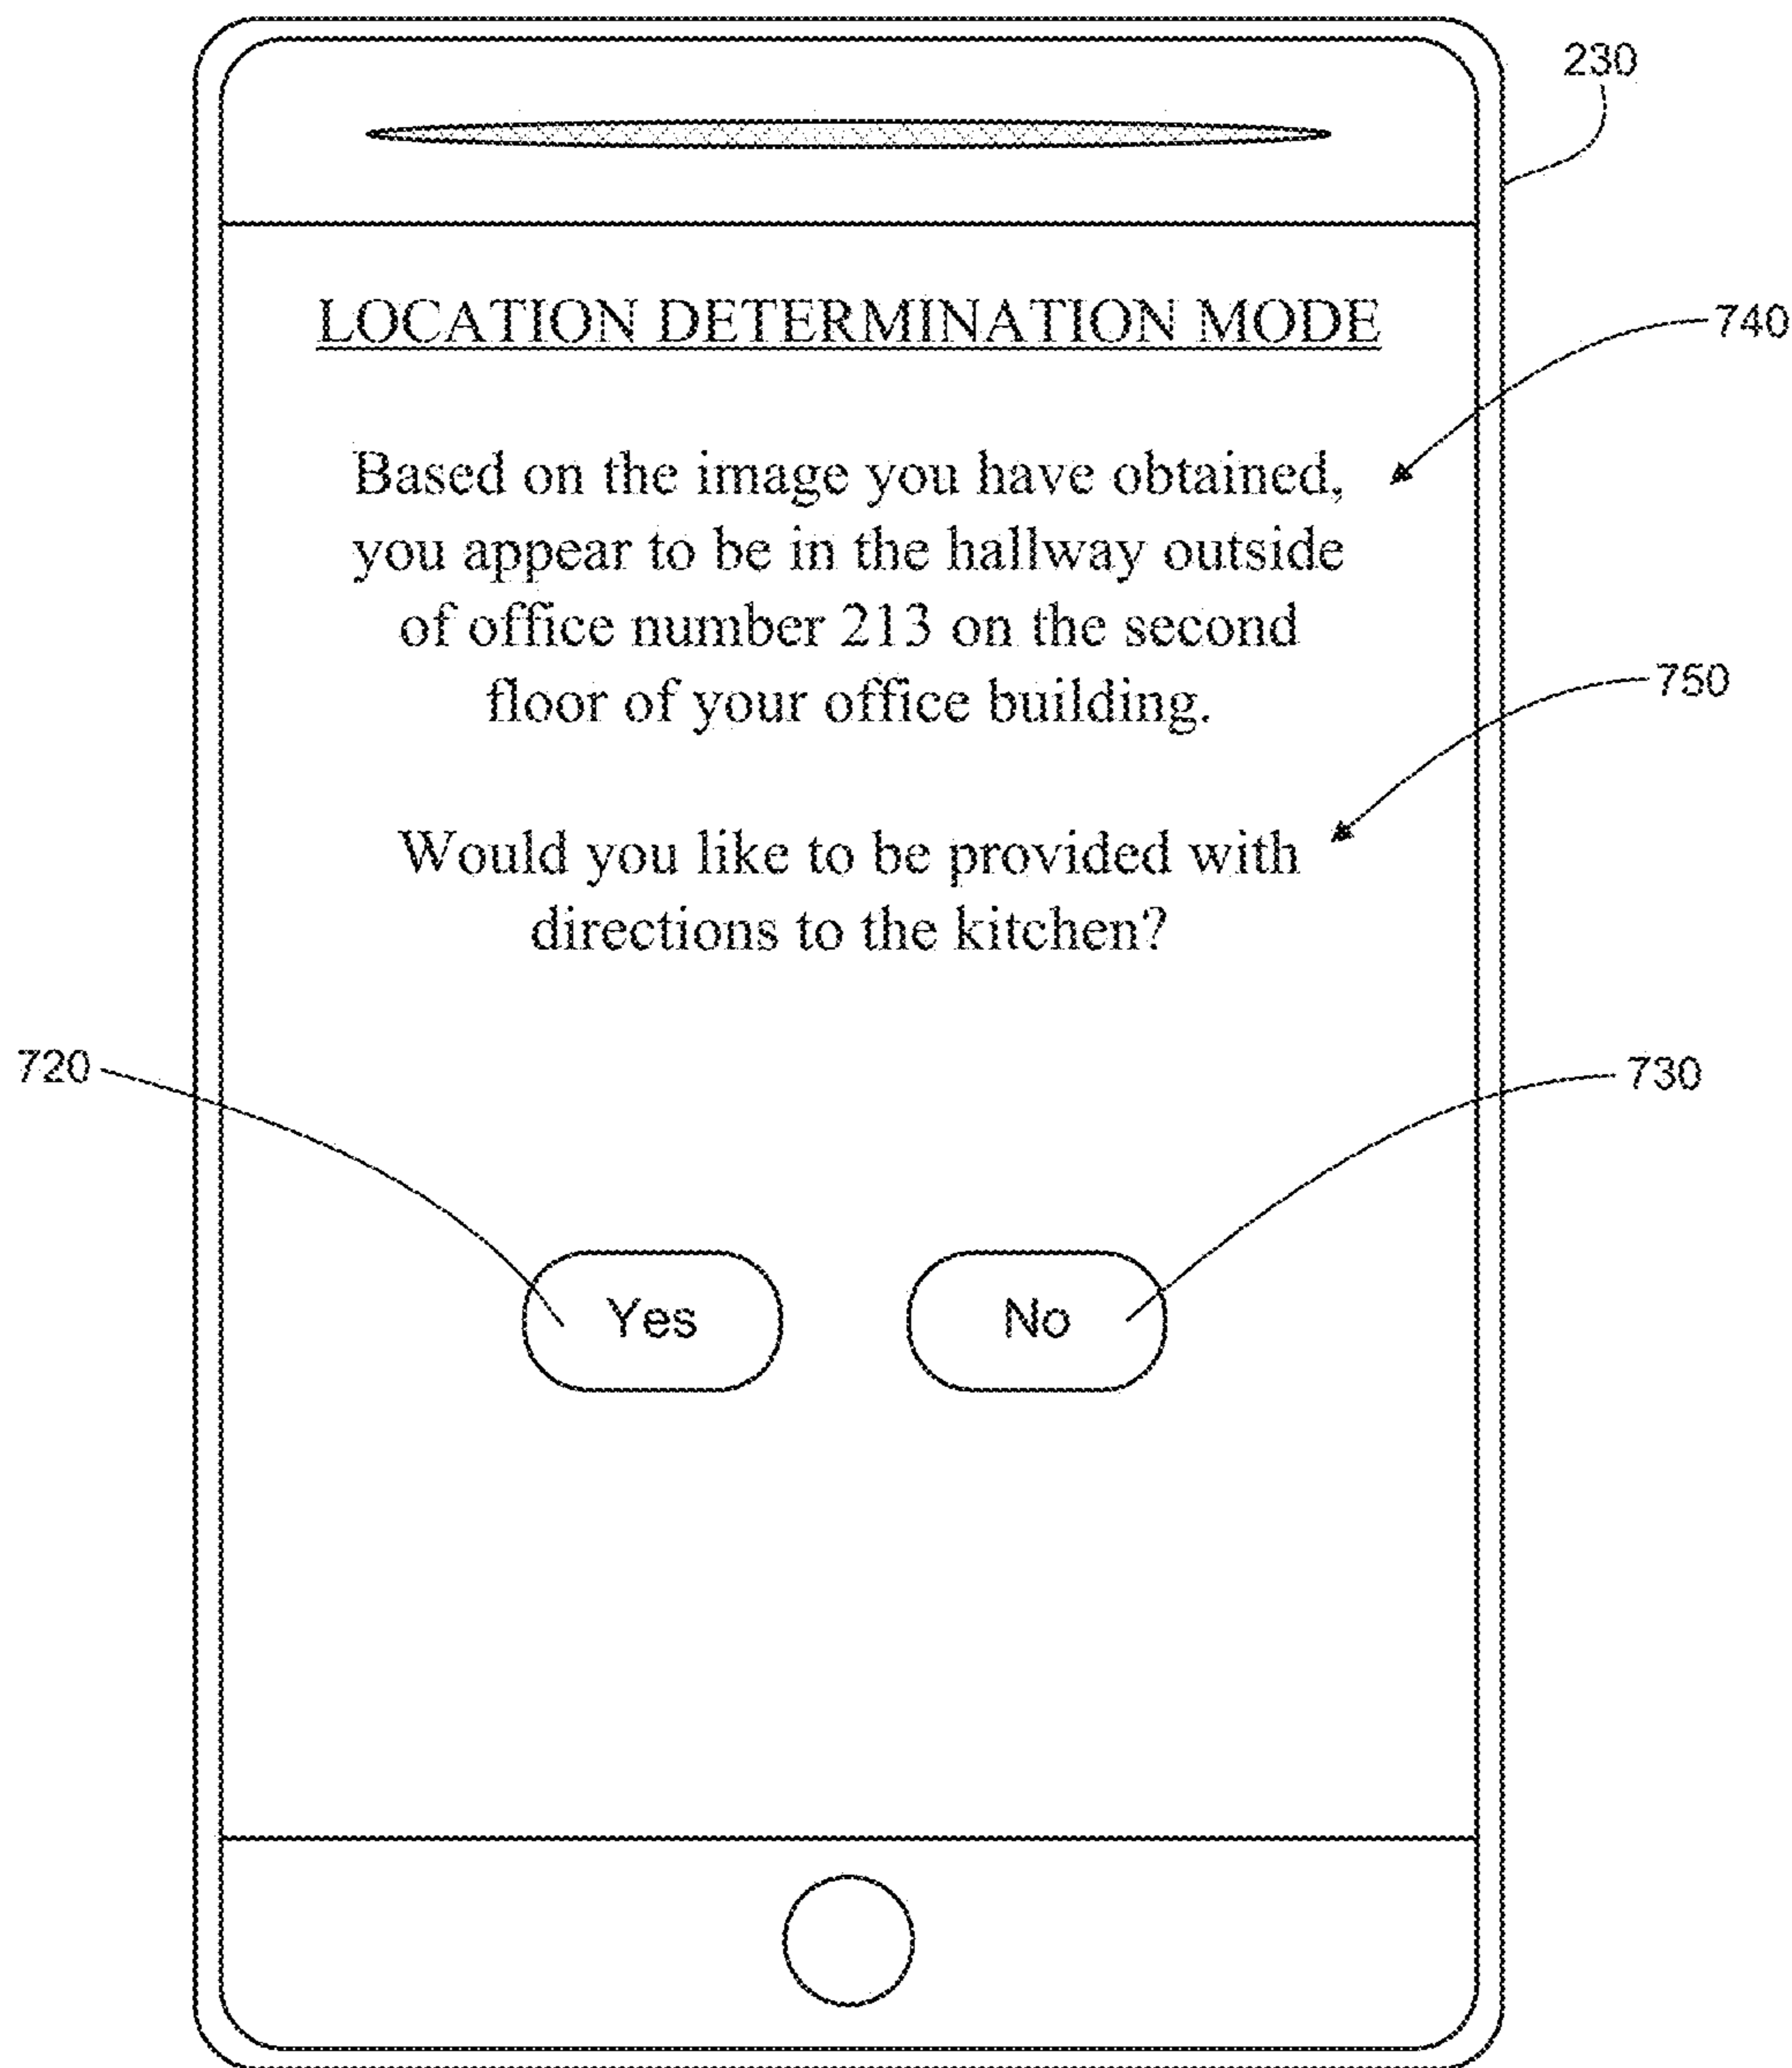 230
LOCATION DETERMINATION MODE
740
Based on the image you have obtained,
you appear to be in the hallway outside
of office number 213 on the second
floor of your office building.
750
Would you like to be provided with
directions to the kitchen?
720
730
Yes
No